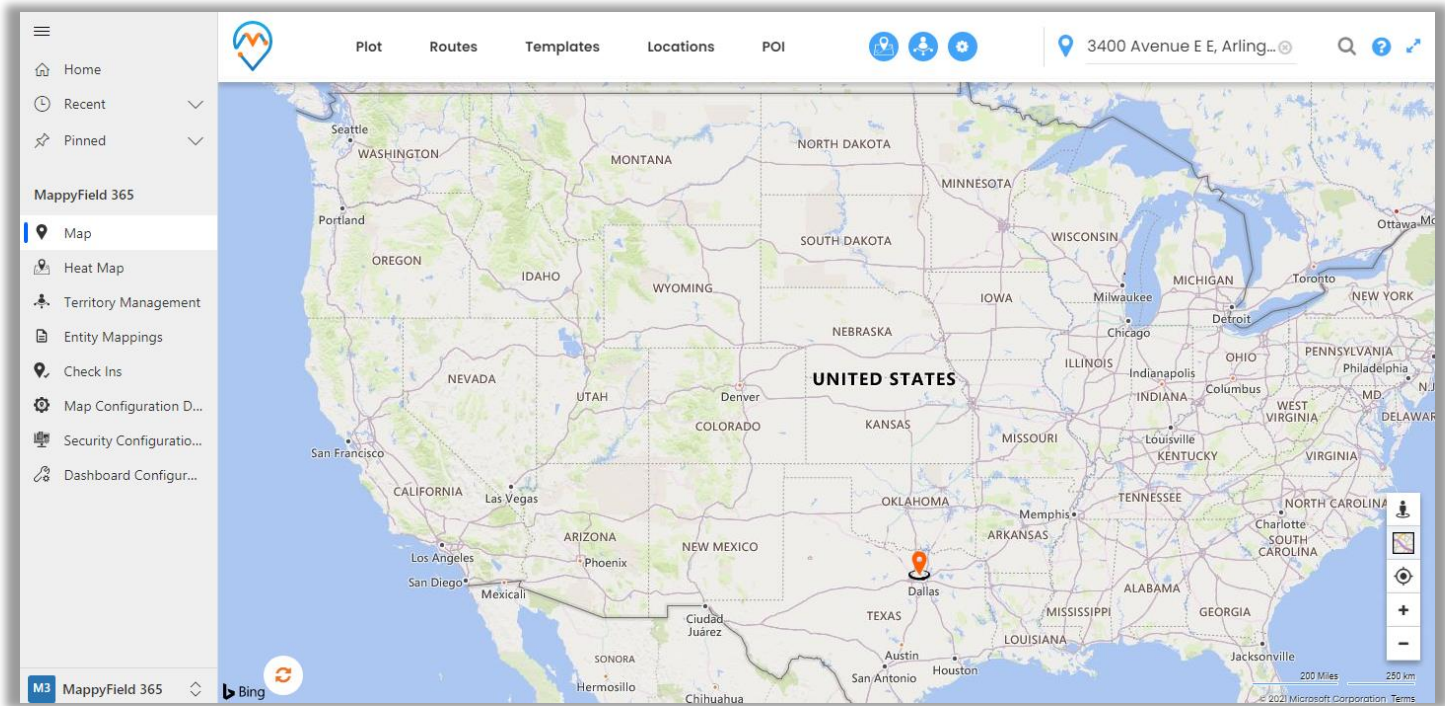 Home
Recent
Pinned
MappyField 365
Map
Heat Map
Territory Management
Entity Mappings
Check Ins
Map Configuration D...
Security Configuratio...
Dashboard Configur...
M3 MappyField 365
Plot Routes Templates Locations POI 3400 Avenue E E, Arling... ?
Seattle
WASHINGTON
MONTANA
NORTH DAKOTA
MINNESOTA
Portland
Ottawa
Mo
OREGON
IDAHO
WYOMING
SOUTH DAKOTA
WISCONSIN
MICHIGAN
Toronto
IOWA
Milwaukee
NEW YORK
NEBRASKA
Chicago
Detroit
NEVADA
UTAH
Denver
UNITED STATES
ILLINOIS
Indianapolis
INDIANA
OHIO
Columbus
PENNSYLVANIA
Philadelphia
N.J.
MD.
COLORADO
KANSAS
MISSOURI
Louisville
KENTUCKY
WEST
VIRGINIA
DELAWAR
VIRGINIA
San Francisco
CALIFORNIA
Las Vegas
OKLAHOMA
Memphis
TENNESSEE
NORTH CAROLINA
Charlotte
SOUTH
CAROLINA
ARIZONA
NEW MEXICO
ARKANSAS
Los Angeles
Phoenix
San Diego
Mexicali
Dallas
ALABAMA
Ciudad
Juárez
TEXAS
MISSISSIPPI
GEORGIA
LOUISIANA
SONORA
Austin
San Antonio
Houston
Jacksonville
Hermosillo
Chihuahua
Bing
200 Miles 250 km
© 2021 Microsoft Corporation Terms